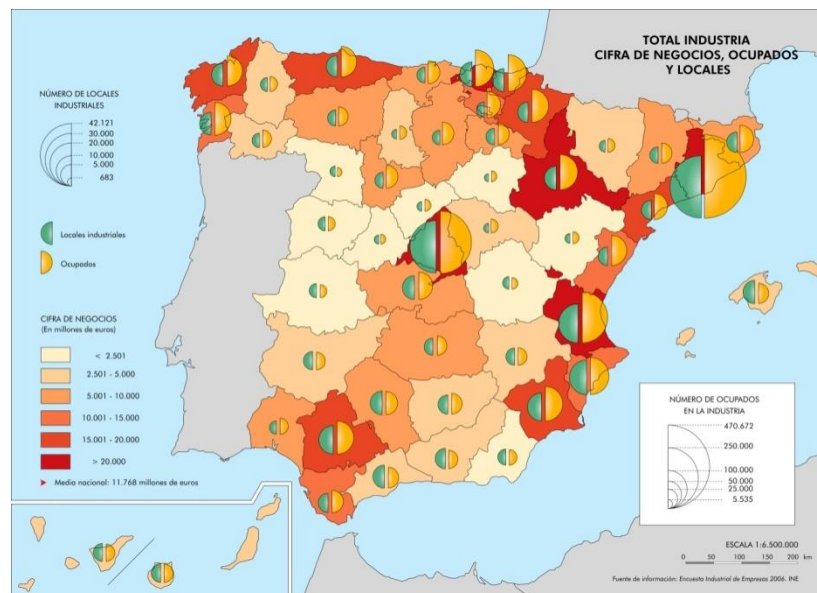 TOTAL INDUSTRIA
CIFRA DE NEGOCIOS, OCUPADOS
Y LOCALES
NÚMERO DE LOCALES
INDUSTRIALES
42.121
30.000
20.000
10.000
5.000
683
Locales industriales
Ocupados
CIFRA DE NEGOCIOS
(En millones de euros)
< 2.501
2.501 - 5.000
5.001 - 10.000
10.001 - 15.000
15.001 - 20.000
> 20.000
Media nacional: 11.768 millones de euros
NÚMERO DE OCUPADOS
EN LA INDUSTRIA
470.672
250.000
100.000
50.000
25.000
5.535
ESCALA 1:6.500.000
0 50 100 150 200 km
Fuente de información: Encuesta Industrial de Empresas 2006. INE